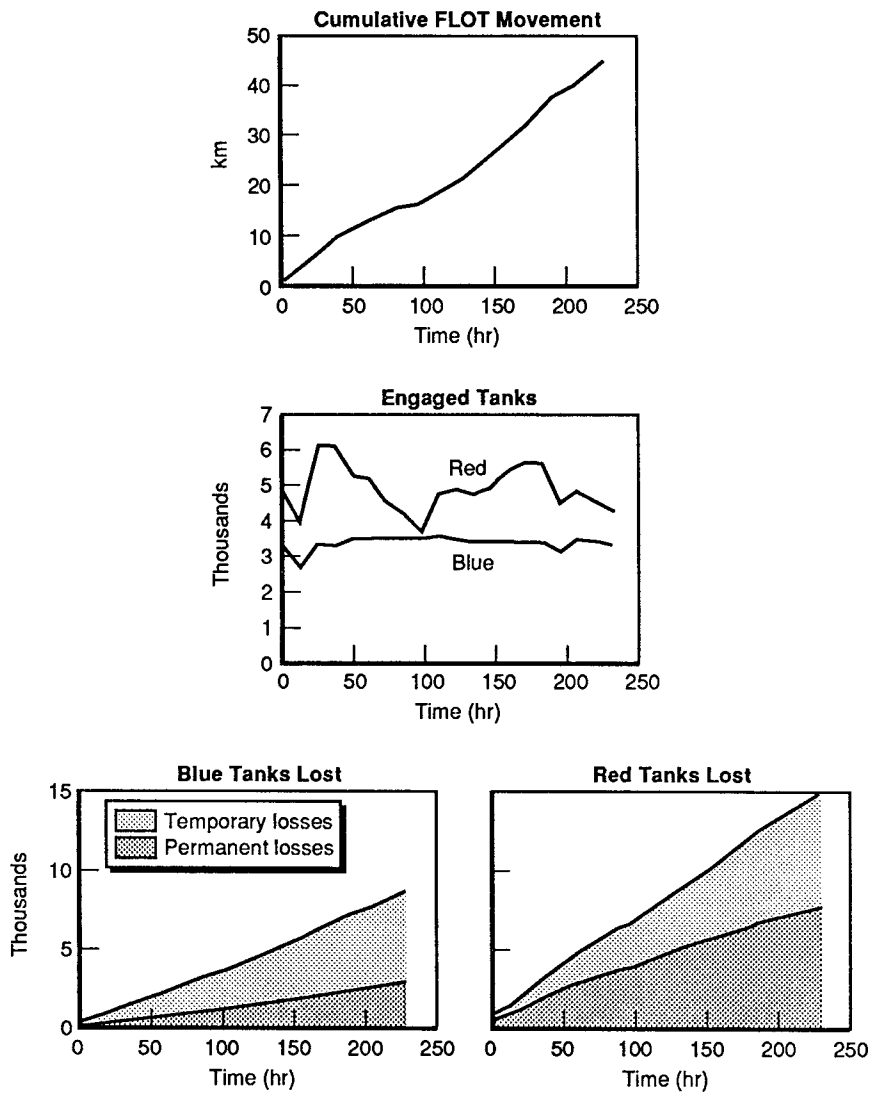 Cumulative FLOT Movement
50
40
30
20
10
0
km
0 50 100 150 200 250
Time (hr)
Engaged Tanks
7
6
5
4
3
2
1
0
Thousands
Red
Blue
0 50 100 150 200 250
Time (hr)
Blue Tanks Lost
15
10
5
0
Thousands
Temporary losses
Permanent losses
0 50 100 150 200 250
Time (hr)
Red Tanks Lost
0 50 100 150 200 250
Time (hr)